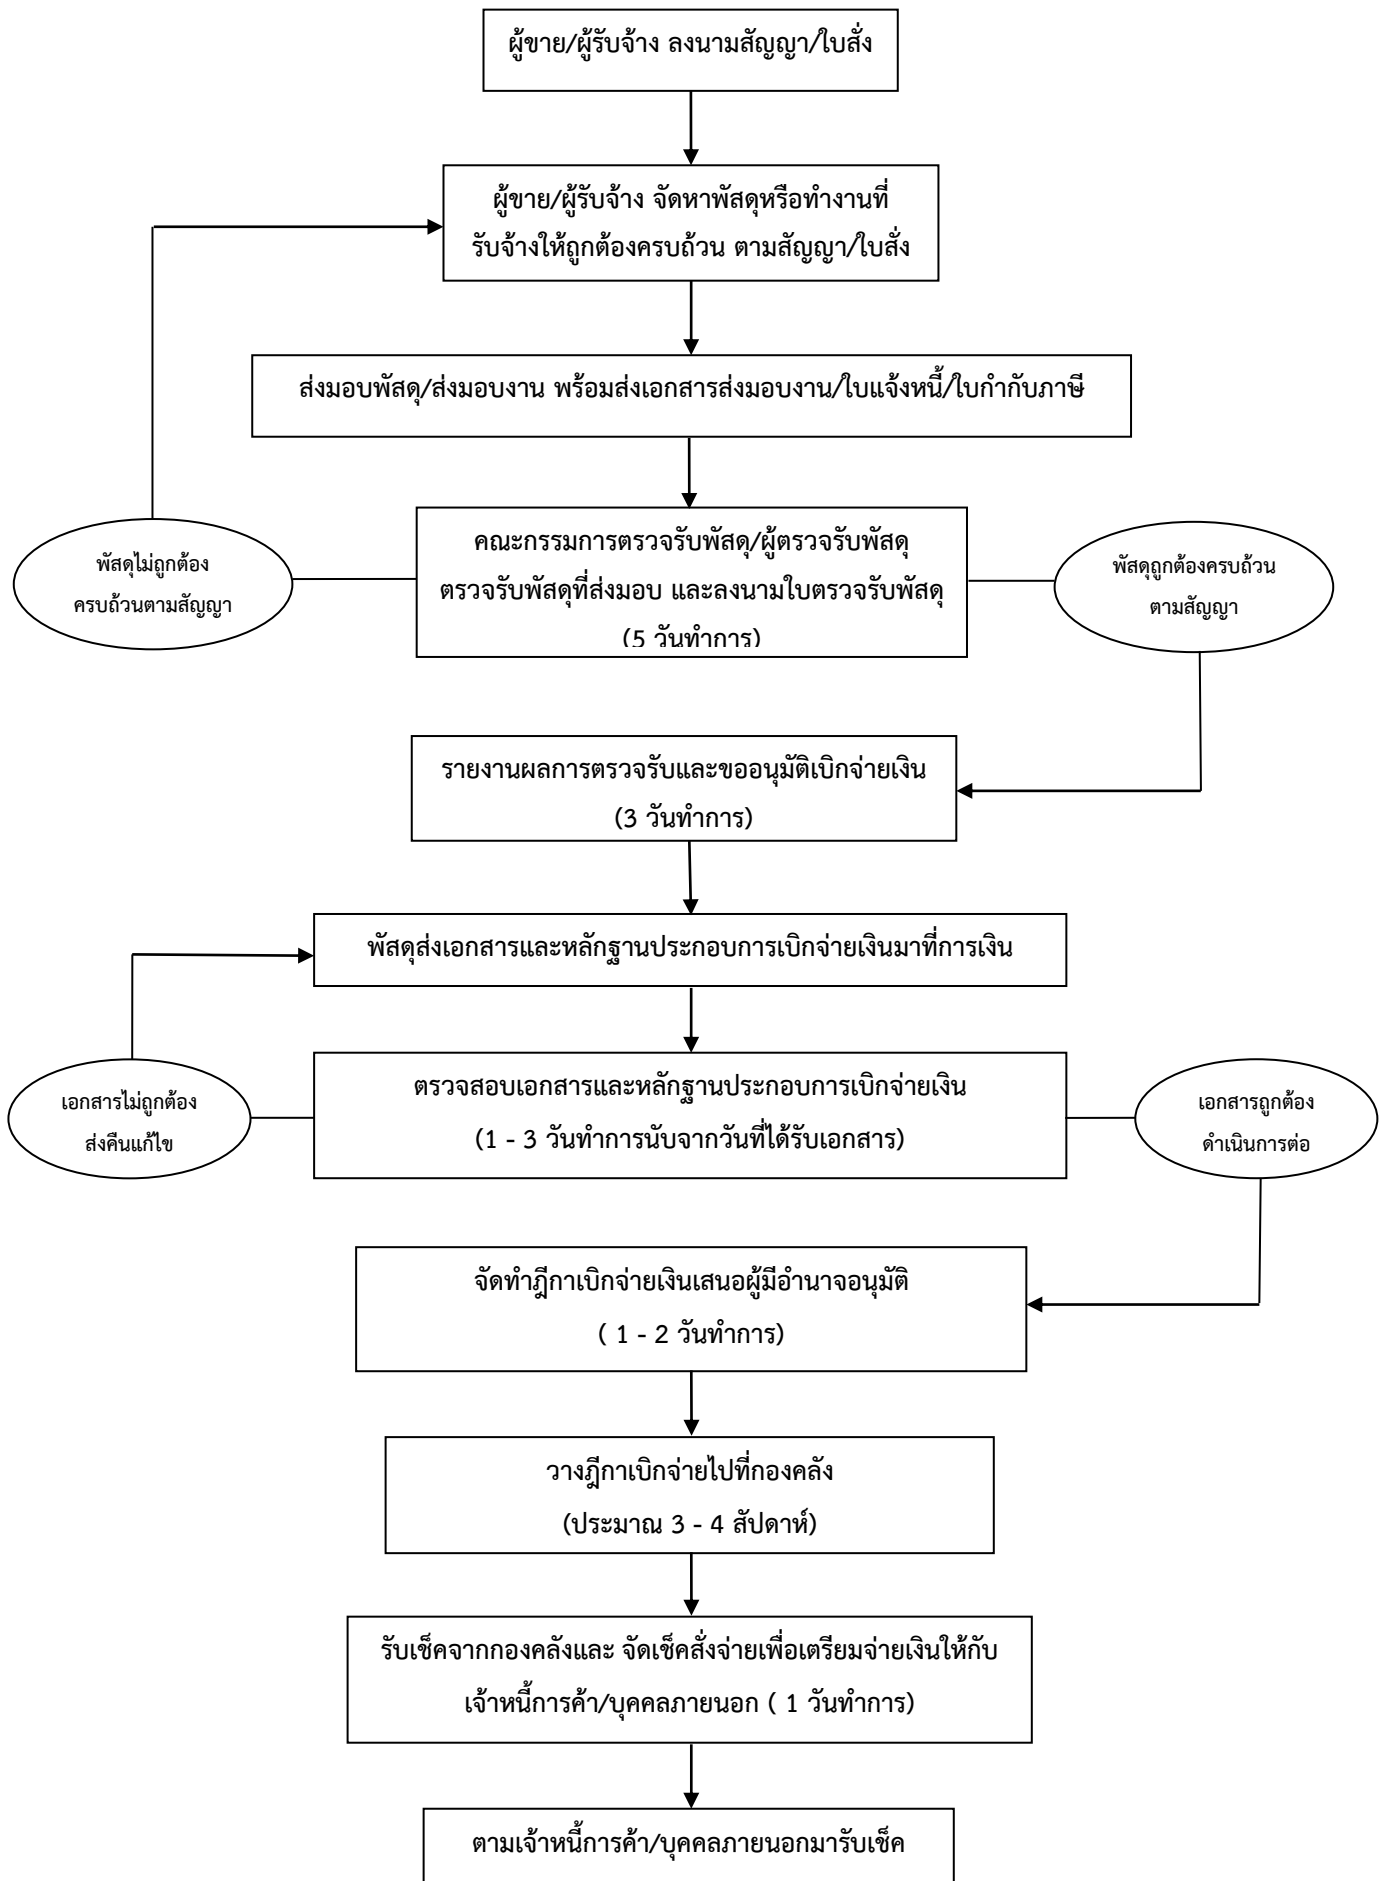 ผู้ขาย/ผู้รับจ้าง ลงนามสัญญา/ใบสั่ง
ผู้ขาย/ผู้รับจ้าง จัดหาพัสดุหรือทำงานที่
รับจ้างให้ถูกต้องครบถ้วน ตามสัญญา/ใบสั่ง
ส่งมอบพัสดุ/ส่งมอบงาน พร้อมส่งเอกสารส่งมอบงาน/ใบแจ้งหนี้/ใบกำกับภาษี
พัสดุไม่ถูกต้อง
ครบถ้วนตามสัญญา
คณะกรรมการตรวจรับพัสดุ/ผู้ตรวจรับพัสดุ
ตรวจรับพัสดุที่ส่งมอบ และลงนามใบตรวจรับพัสดุ
(5 วันทำการ)
พัสดุถูกต้องครบถ้วน
ตามสัญญา
รายงานผลการตรวจรับและขออนุมัติเบิกจ่ายเงิน
(3 วันทำการ)
พัสดุส่งเอกสารและหลักฐานประกอบการเบิกจ่ายเงินมาที่การเงิน
เอกสารไม่ถูกต้อง
ส่งคืนแก้ไข
ตรวจสอบเอกสารและหลักฐานประกอบการเบิกจ่ายเงิน
(1 - 3 วันทำการนับจากวันที่ได้รับเอกสาร)
เอกสารถูกต้อง
ดำเนินการต่อ
จัดทำฎีกาเบิกจ่ายเงินเสนอผู้มีอำนาจอนุมัติ
( 1 - 2 วันทำการ)
วางฎีกาเบิกจ่ายไปที่กองคลัง
(ประมาณ 3 - 4 สัปดาห์)
รับเช็คจากกองคลังและ จัดเช็คสั่งจ่ายเพื่อเตรียมจ่ายเงินให้กับ
เจ้าหนี้การค้า/บุคคลภายนอก ( 1 วันทำการ)
ตามเจ้าหนี้การค้า/บุคคลภายนอกมารับเช็ค